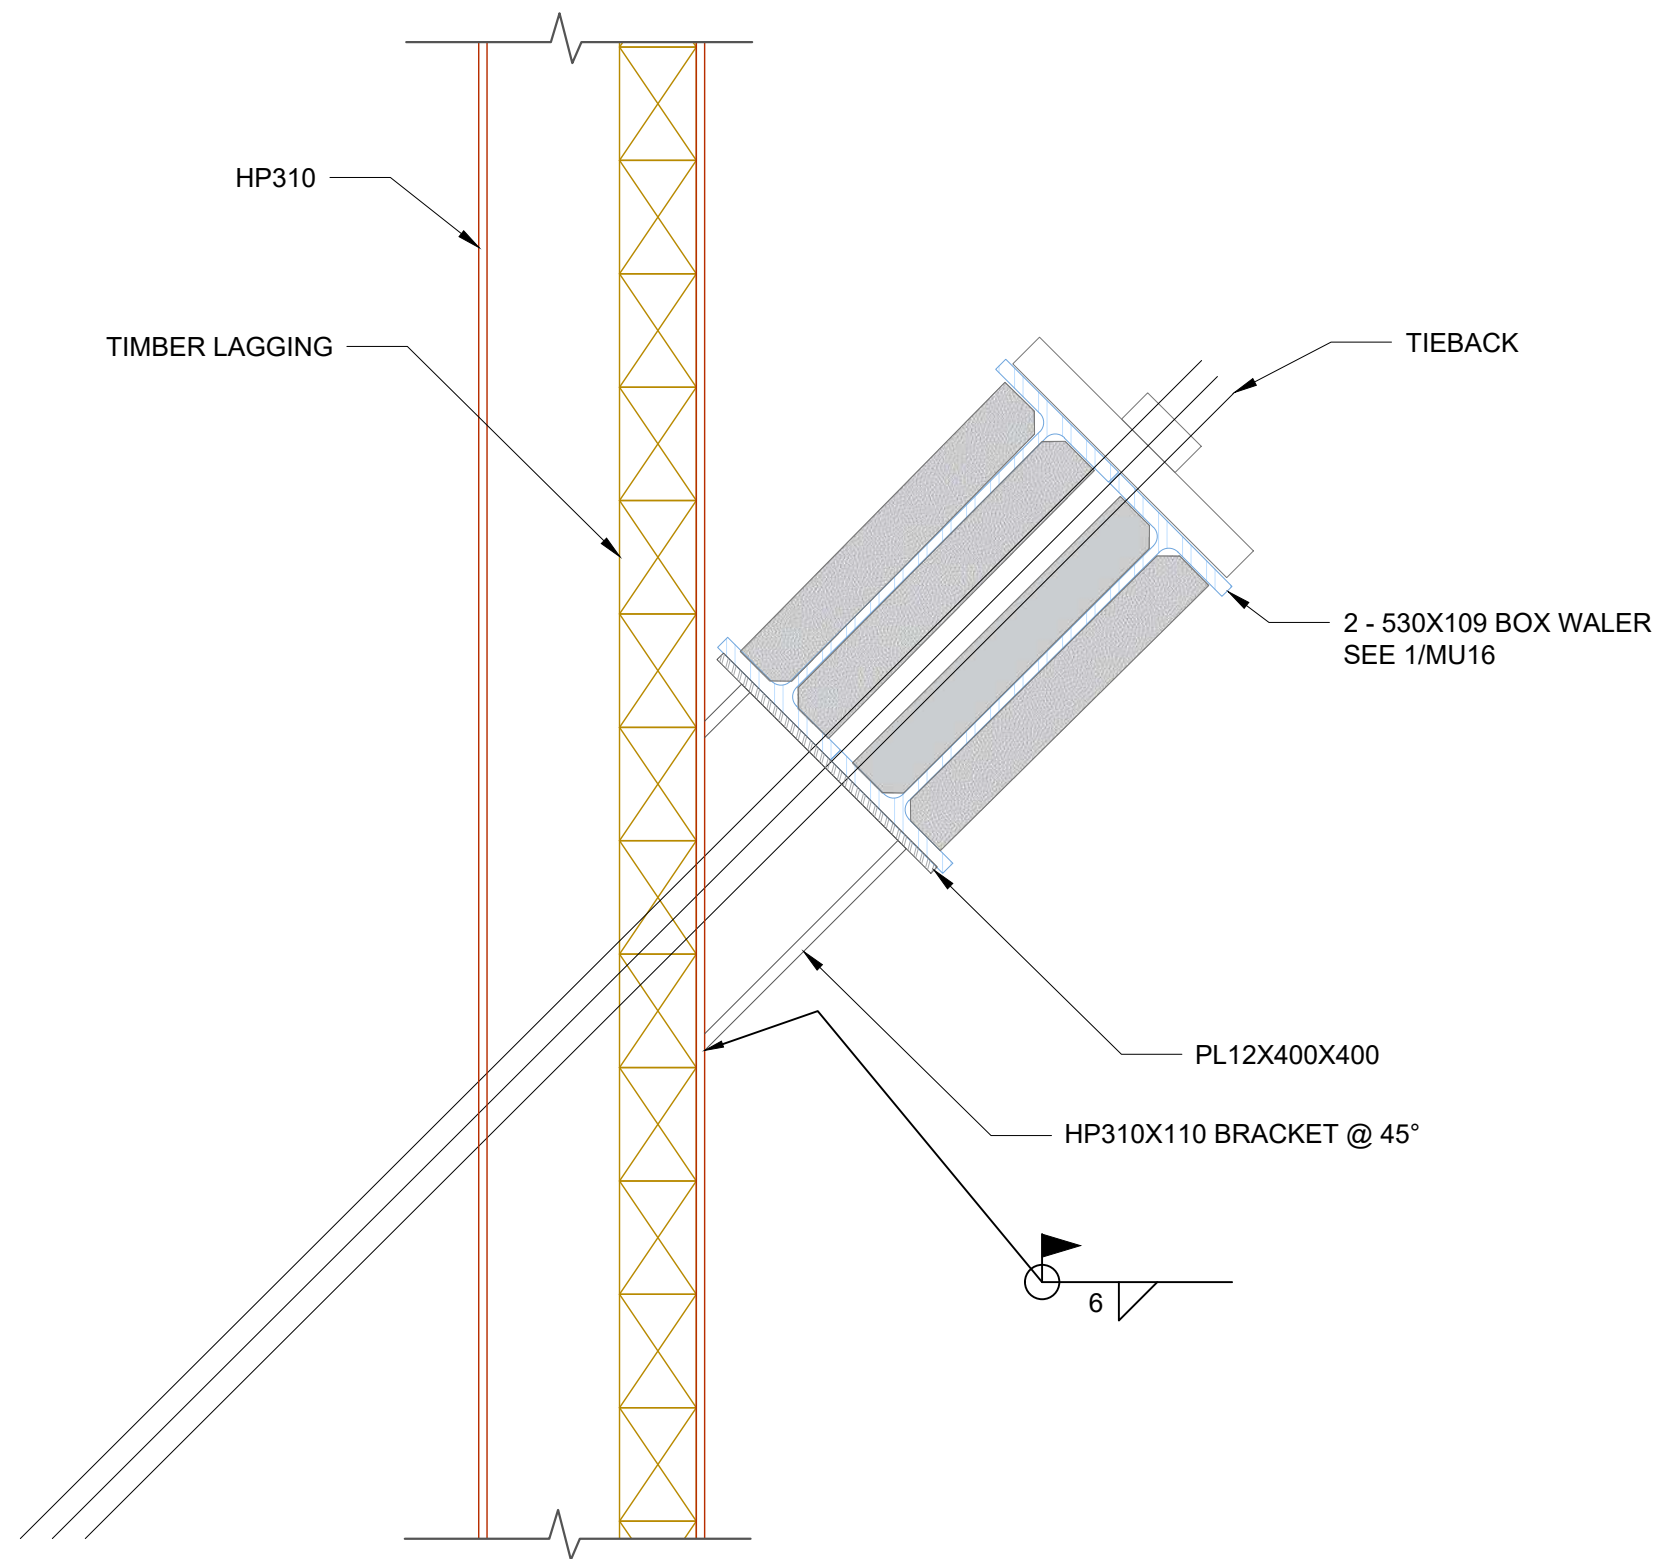 HP310
TIMBER LAGGING
TIEBACK
2 - 530X109 BOX WALER
SEE 1/MU16
PL12X400X400
HP310X110 BRACKET @ 45°
6